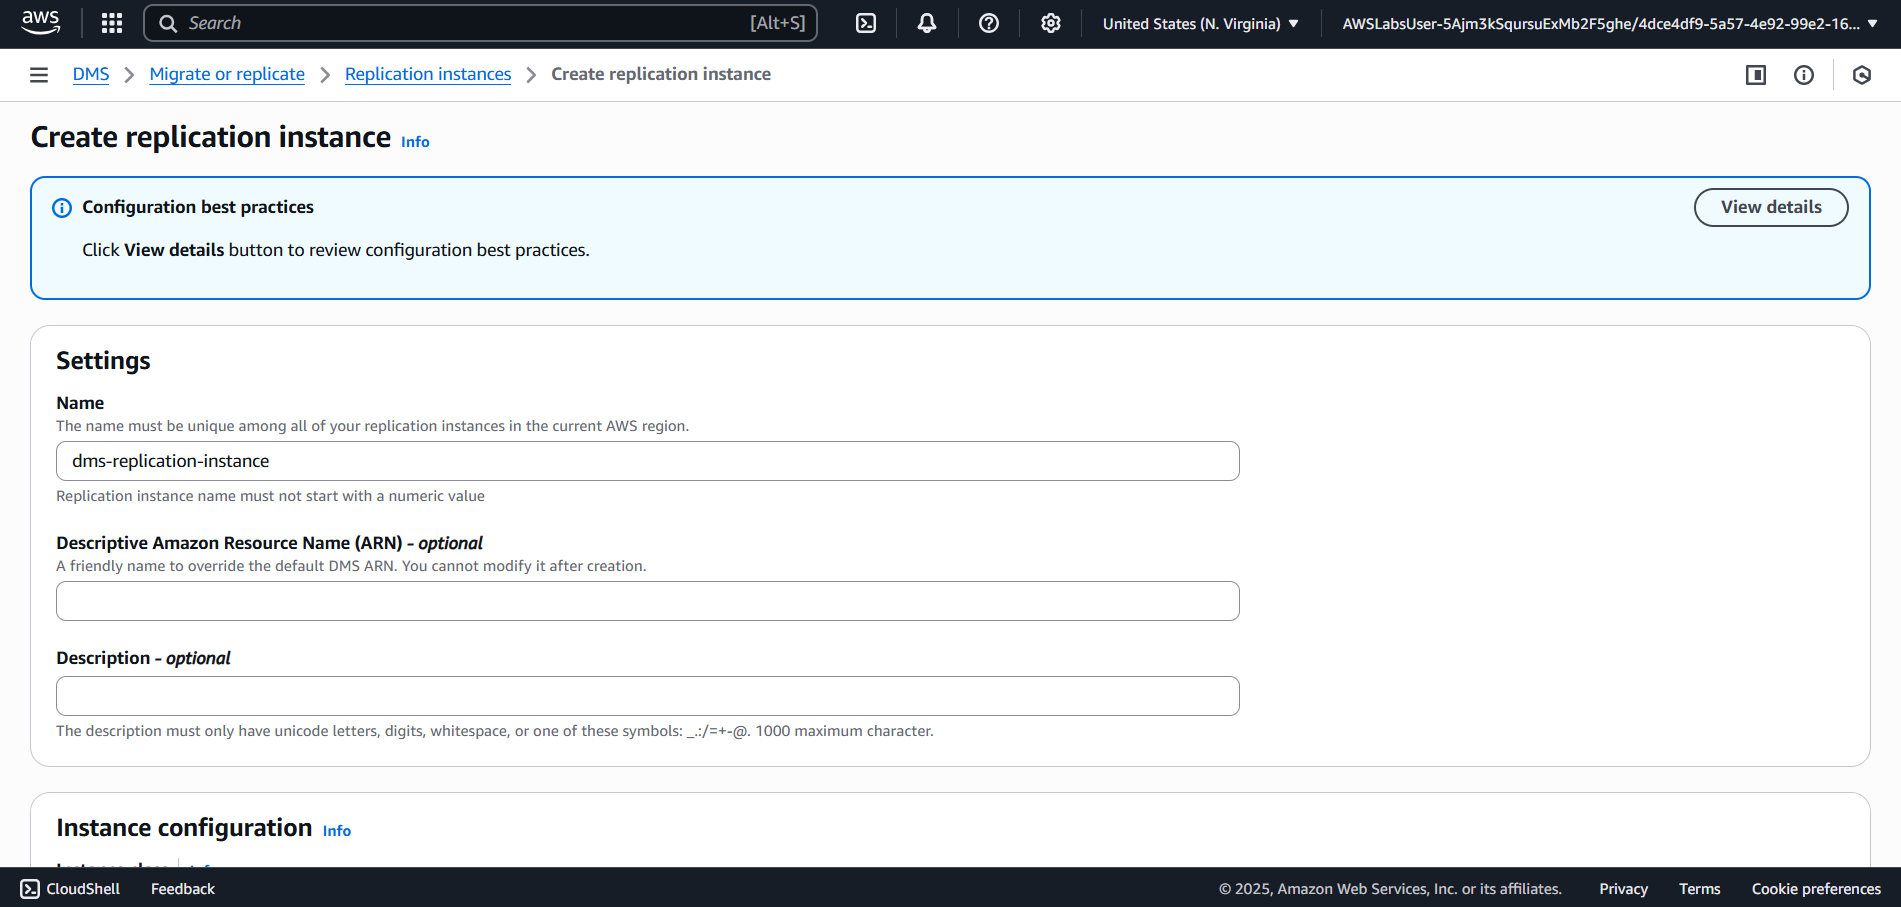 aws
Search [Alt+S]
United States (N. Virginia)
AWSLabsUser-5Ajm3kSqursuExMb2F5ghe/4dce4df9-5a57-4e92-99e2-16...
DMS
Migrate or replicate
Replication instances
Create replication instance
Create replication instance Info
Configuration best practices
View details
Click View details button to review configuration best practices.
Settings
Name
The name must be unique among all of your replication instances in the current AWS region.
dms-replication-instance
Replication instance name must not start with a numeric value
Descriptive Amazon Resource Name (ARN) - optional
A friendly name to override the default DMS ARN. You cannot modify it after creation.
Description - optional
The description must only have unicode letters, digits, whitespace, or one of these symbols: _.:/=+-@. 1000 maximum character.
Instance configuration Info
CloudShell
Feedback
© 2025, Amazon Web Services, Inc. or its affiliates.
Privacy
Terms
Cookie preferences